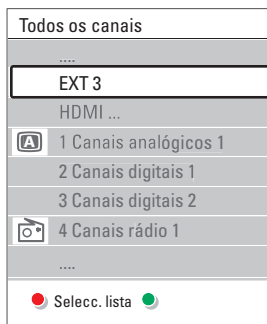 Todos os canais
....
EXT 3
HDMI ...
A 1 Canais analógicos 1
2 Canais digitais 1
3 Canais digitais 2
4 Canais rádio 1
....
Selecc. lista